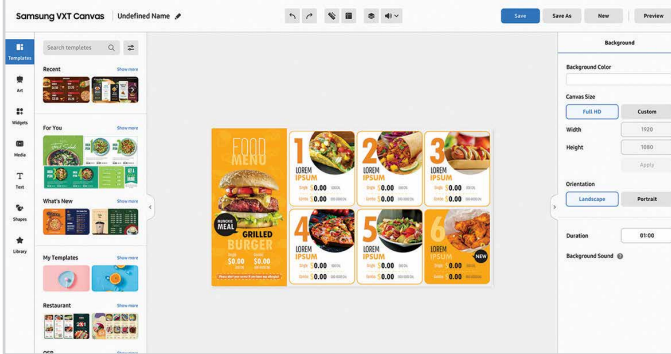 Samsung VXT Canvas
Undefined Name
Save
Save As
New
Preview
Templates
Art
Widgets
Media
Text
Shapes
Library
Search templates
Recent
Show more
For You
Show more
What's New
Show more
My Templates
Show more
Restaurant
Show more
FOOD
MENU
MUNCHE
MEAL
GRILLED
BURGER
$0.00
$0.00
1
LOREM
IPSUM
$0.00
$0.00
2
LOREM
IPSUM
$0.00
$0.00
3
LOREM
IPSUM
$0.00
$0.00
4
LOREM
IPSUM
$0.00
$0.00
5
LOREM
IPSUM
$0.00
$0.00
6
LOREM
IPSUM
NEW
$0.00
$0.00
Background
Background Color
Canvas Size
Full HD
Custom
Width
1920
Height
1080
Apply
Orientation
Landscape
Portrait
Duration
01:00
Background Sound